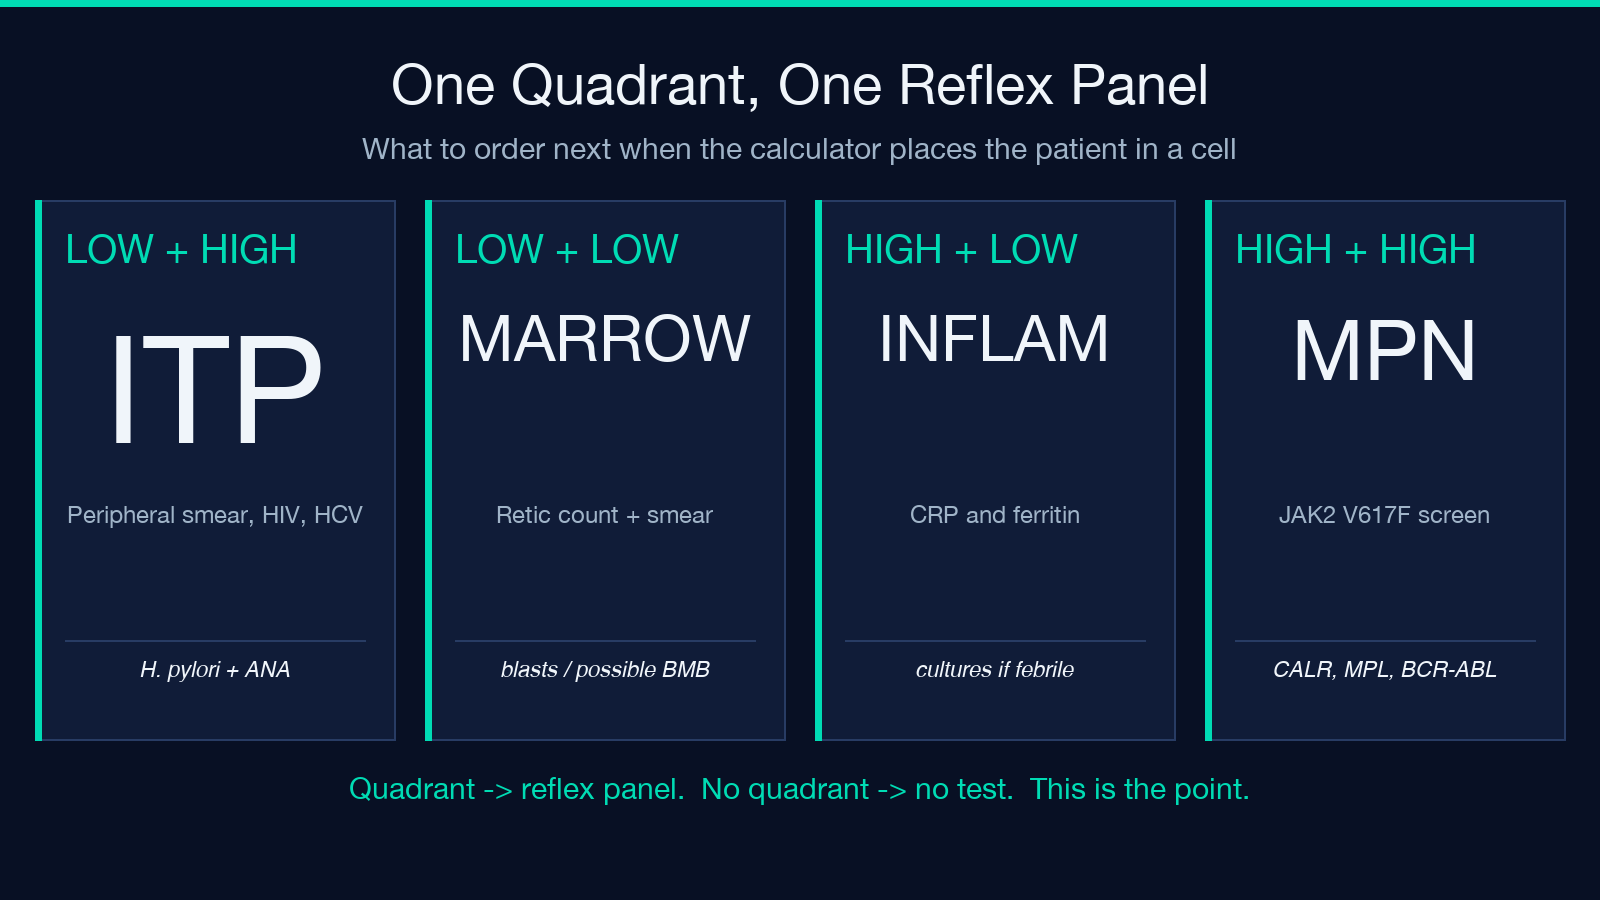 One Quadrant, One Reflex Panel
What to order next when the calculator places the patient in a cell
LOW + HIGH
ITP
Peripheral smear, HIV, HCV
H. pylori + ANA
LOW + LOW
MARROW
Retic count + smear
blasts / possible BMB
HIGH + LOW
INFLAM
CRP and ferritin
cultures if febrile
HIGH + HIGH
MPN
JAK2 V617F screen
CALR, MPL, BCR-ABL
Quadrant -> reflex panel.  No quadrant -> no test.  This is the point.